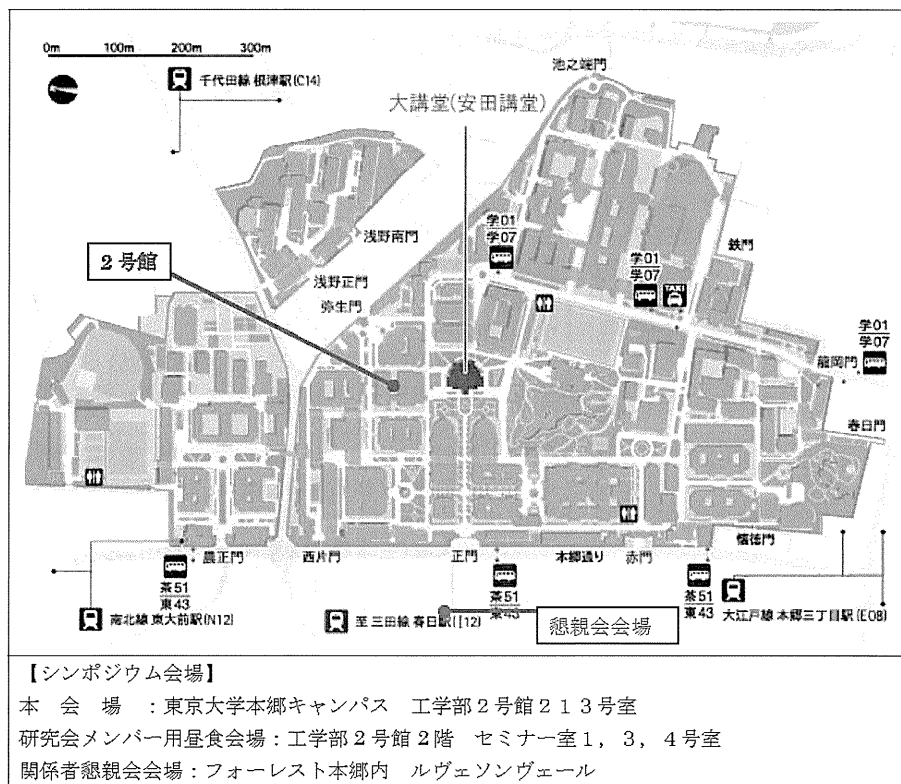 0m 100m 200m 300m
千代田線 根津駅(C14)
池之端門
大講堂(安田講堂)
浅野南門
学01
学07
鉄門
2号館
学01
学07
TAXI
浅野正門
弥生門
学01
学07
龍岡門
春日門
農正門
西片門
正門
本郷通り
赤門
懐徳門
茶51
東43
茶51
東43
茶51
東43
南北線 東大前駅(N12)
至 三田線 春日駅(I12)
懇親会会場
大江戸線 本郷三丁目駅(E08)
【シンポジウム会場】
本 会 場 :東京大学本郷キャンパス 工学部2号館213号室
研究会メンバー用昼食会場:工学部2号館2階 セミナー室1,3,4号室
関係者懇親会会場:フォーレスト本郷内 ルヴェソンヴェール